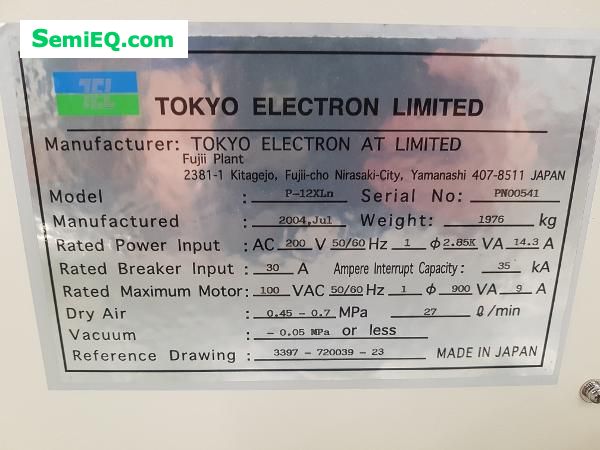 SemiEQ.com
TEL TOKYO ELECTRON LIMITED
Manufacturer: TOKYO ELECTRON AT LIMITED
Fujii Plant
2381-1 Kitagejo, Fujii-cho Nirasaki-City, Yamanashi 407-8511 JAPAN
Model : P-12XLn Serial No: PN00541
Manufactured : 2004,Jul Weight: 1976 kg
Rated Power Input : AC 200 V 50/60 Hz 1 ϕ 2.85K VA 14.3 A
Rated Breaker Input : 30 A Ampere Interrupt Capacity: 35 kA
Rated Maximum Motor: 100 VAC 50/60 Hz 1 ϕ 900 VA 9 A
Dry Air : 0.45 - 0.7 MPa 27 ℓ/min
Vacuum : - 0.05 MPa or less
Reference Drawing : 3397 - 720039 - 23 MADE IN JAPAN